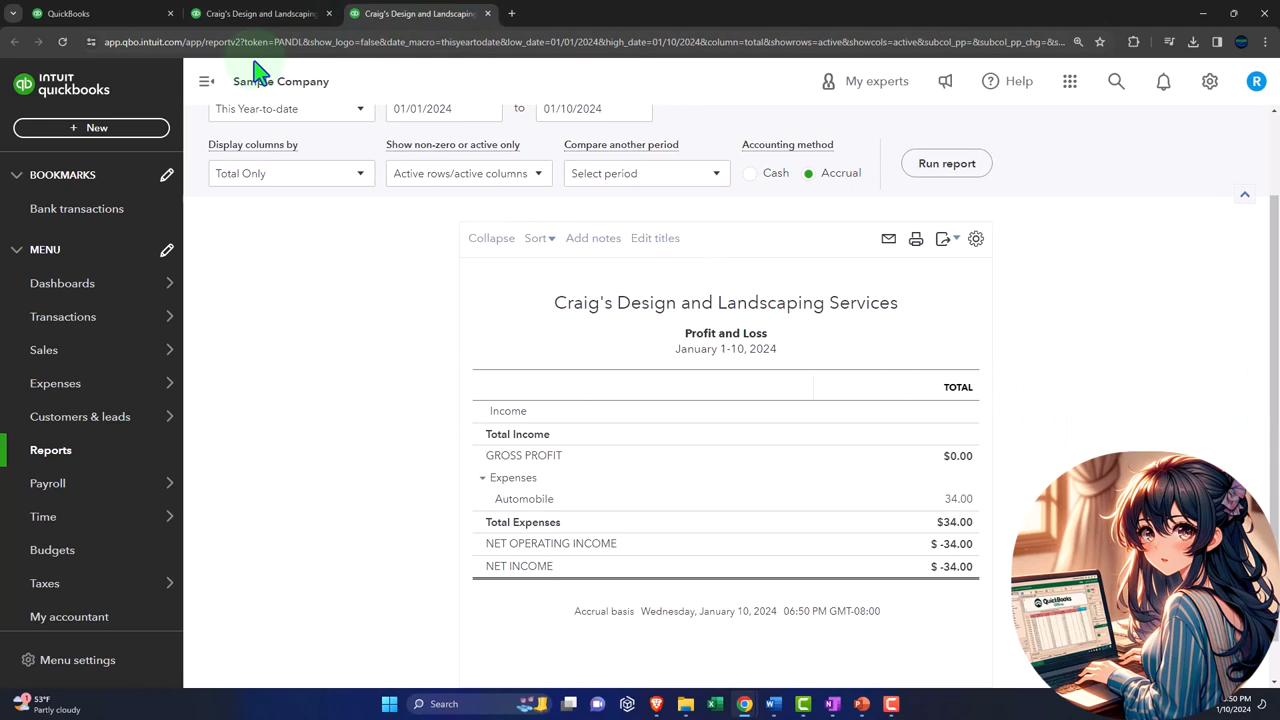 QuickBooks
Craig's Design and Landscaping
Craig's Design and Landscaping
app.qbo.intuit.com/app/reportv2?token=PANDL&show_logo=false&date_macro=thisyeartodate&low_date=01/01/2024&high_date=01/10/2024&column=total&showrows=active&showcols=active&subcol_pp=&subcol_pp_chg=&s
INTUIT
quickbooks
Sample Company
My experts
Help
R
+ New
This Year-to-date
01/01/2024
to
01/10/2024
Display columns by
Show non-zero or active only
Compare another period
Accounting method
Total Only
Active rows/active columns
Select period
Cash
Accrual
Run report
BOOKMARKS
Bank transactions
MENU
Dashboards
Transactions
Sales
Expenses
Customers & leads
Reports
Payroll
Time
Budgets
Taxes
My accountant
Menu settings
Collapse
Sort
Add notes
Edit titles
Craig's Design and Landscaping Services
Profit and Loss
January 1-10, 2024
TOTAL
Income
Total Income
GROSS PROFIT $0.00
Expenses
Automobile 34.00
Total Expenses $34.00
NET OPERATING INCOME $ -34.00
NET INCOME $ -34.00
Accrual basis Wednesday, January 10, 2024 06:50 PM GMT-08:00
QuickBooks
53°F
Partly cloudy
Search
:50 PM
1/10/2024